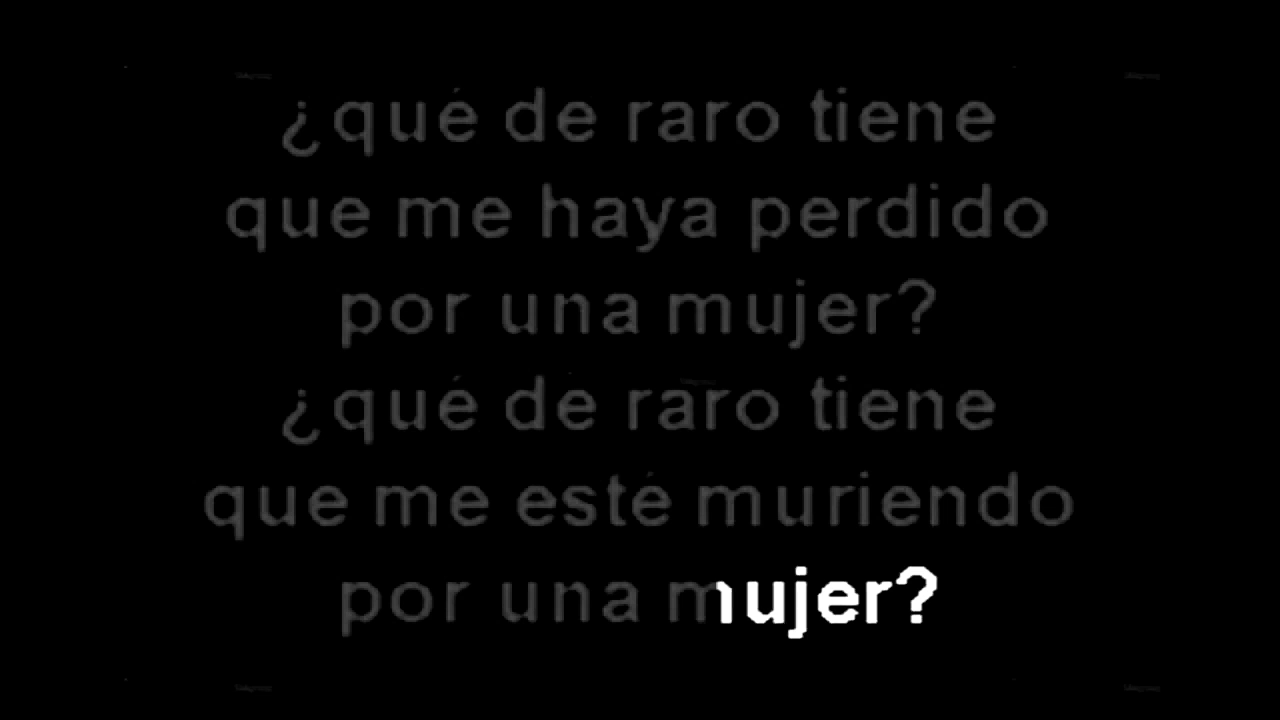 ¿qué de raro tiene
que me haya perdido
por una mujer?
¿qué de raro tiene
que me esté muriendo
por una mujer?